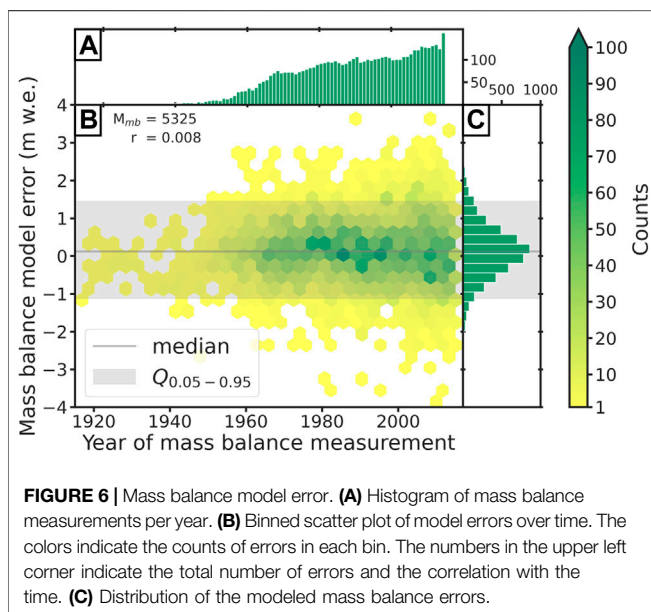 A
100
50
500 1000
B
M_mb = 5325
r = 0.008
C
4
3
2
1
0
−1
−2
−3
−4
Mass balance model error (m w.e.)
median
Q_0.05−0.95
1920 1940 1960 1980 2000
Year of mass balance measurement
100
90
80
70
60
50
40
30
20
10
1
Counts
FIGURE 6 | Mass balance model error. (A) Histogram of mass balance
measurements per year. (B) Binned scatter plot of model errors over time. The
colors indicate the counts of errors in each bin. The numbers in the upper left
corner indicate the total number of errors and the correlation with the
time. (C) Distribution of the modeled mass balance errors.